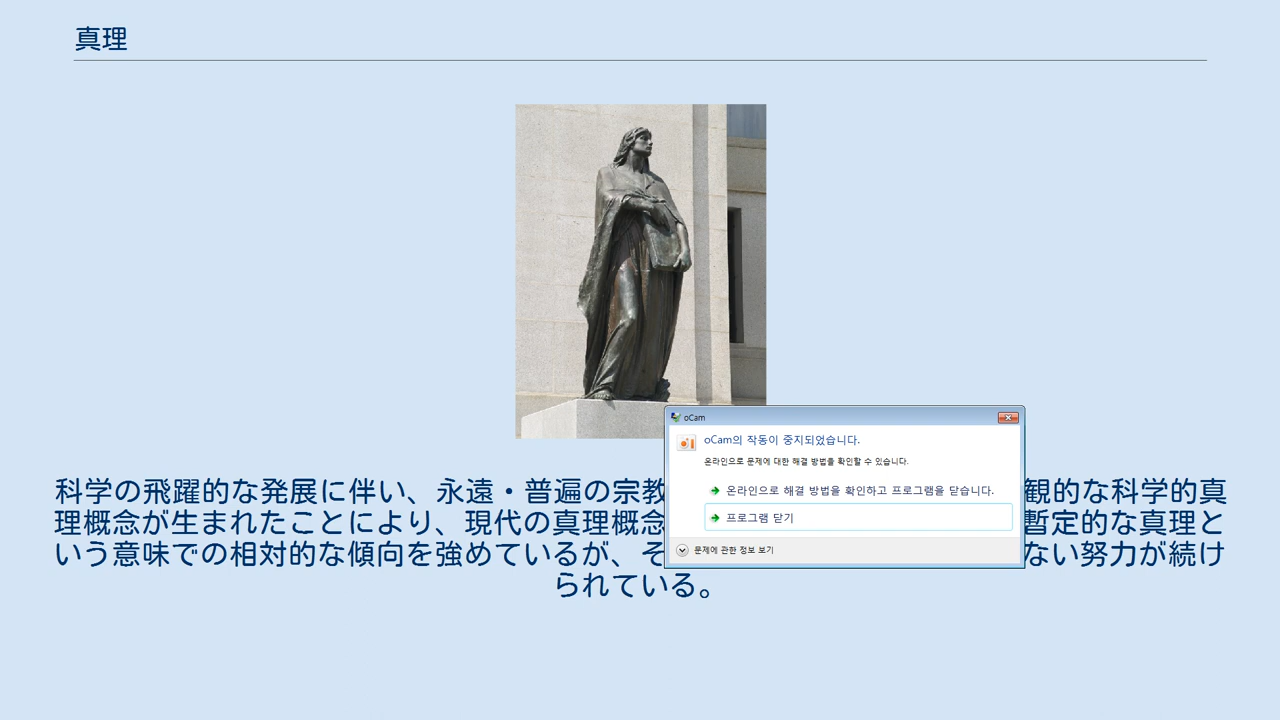 真理
科学の飛躍的な発展に伴い、永遠・普遍の宗教 観的な科学的真
理概念が生まれたことにより、現代の真理概念 暫定的な真理と
いう意味での相対的な傾向を強めているが、そ ない努力が続け
られている。
oCam
oCam의 작동이 중지되었습니다.
온라인으로 문제에 대한 해결 방법을 확인할 수 있습니다.
온라인으로 해결 방법을 확인하고 프로그램을 닫습니다.
프로그램 닫기
문제에 관한 정보 보기